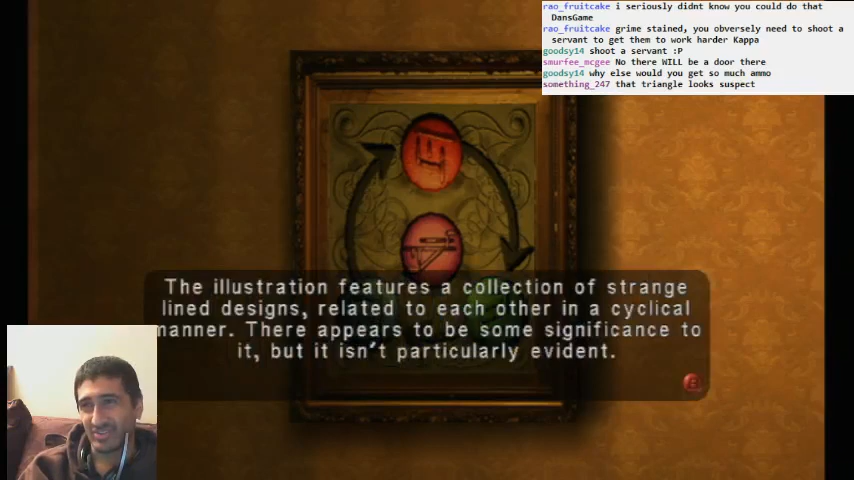 rao_fruitcake i seriously didnt know you could do that
DansGame
rao_fruitcake grime stained, you obversely need to shoot a
servant to get them to work harder Kappa
goodsy14 shoot a servant :P
smurfee_mcgee No there WILL be a door there
goodsy14 why else would you get so much ammo
something_247 that triangle looks suspect
The illustration features a collection of strange
lined designs, related to each other in a cyclical
manner. There appears to be some significance to
it, but it isn't particularly evident.
B